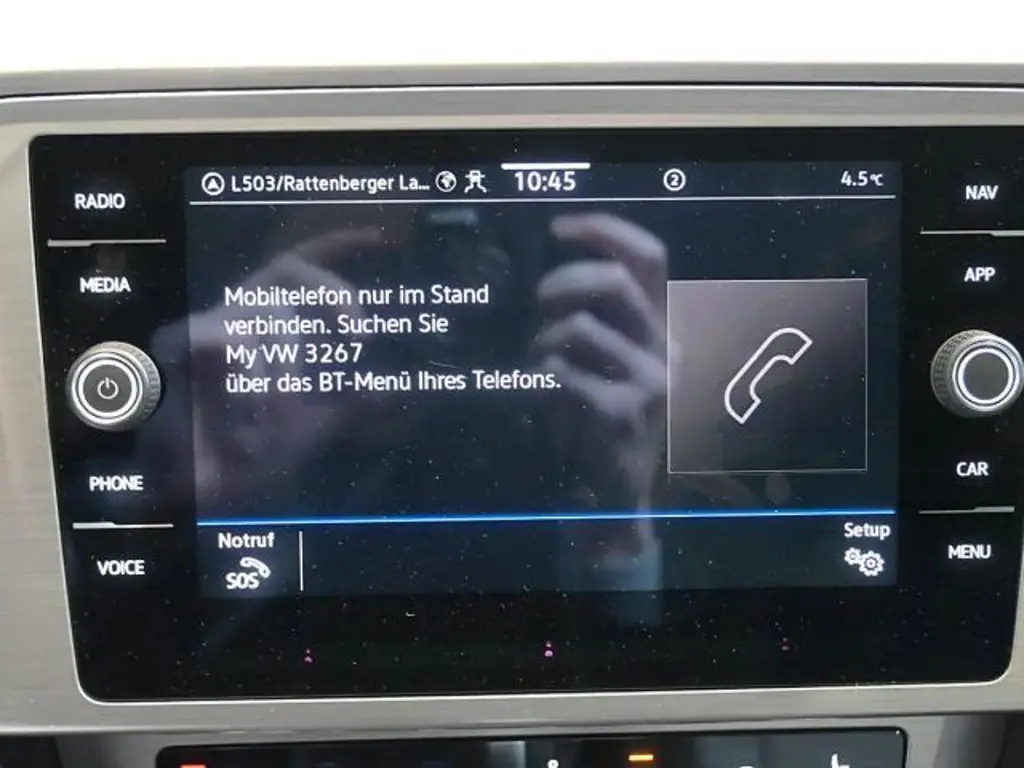 RADIO
MEDIA
PHONE
VOICE
L503/Rattenberger La... 10:45 2 4.5°C
Mobiltelefon nur im Stand
verbinden. Suchen Sie
My VW 3267
über das BT-Menü Ihres Telefons.
Notruf
SOS
Setup
NAV
APP
CAR
MENU